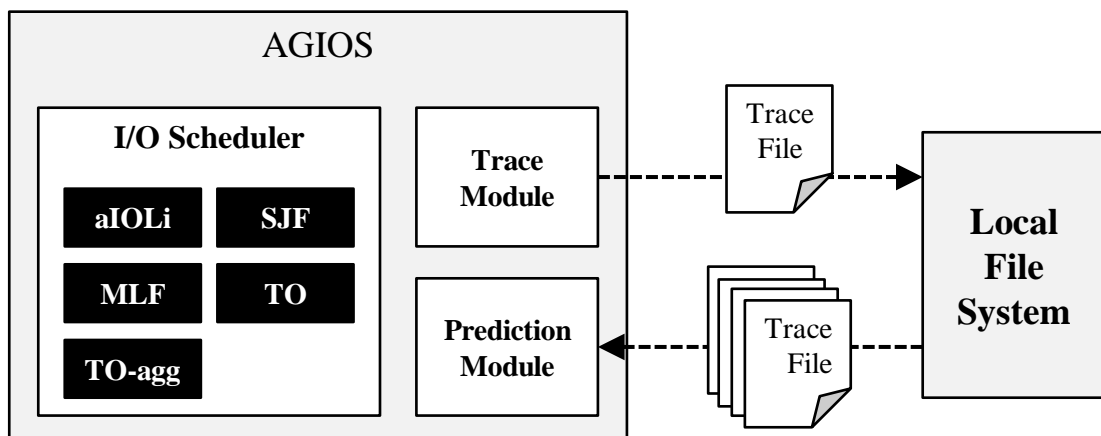 AGIOS
I/O Scheduler
aIOLi
SJF
MLF
TO
TO-agg
Trace
Module
Prediction
Module
Trace
File
Trace
File
Local
File
System